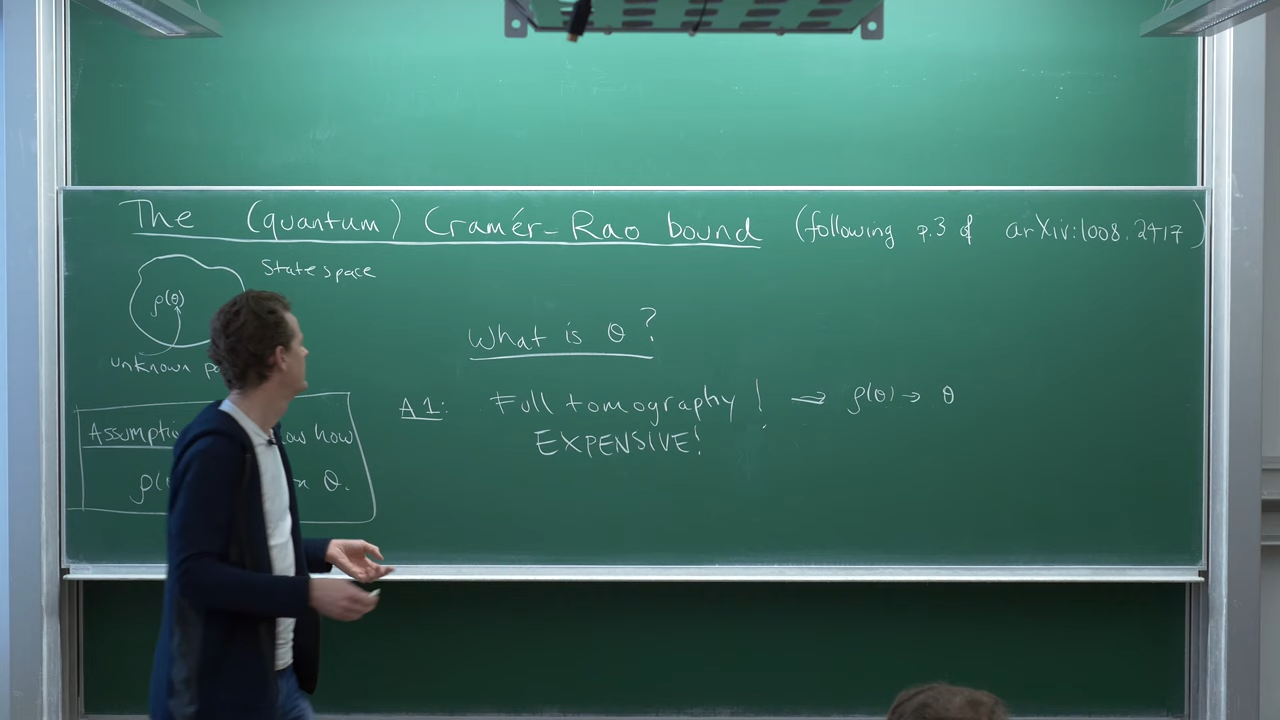 The (quantum) Cramér-Rao bound (following p.3 of arXiv:1008.2417)
State space
ρ(θ)
unknown
What is θ?
A1: Full tomography! → ρ(θ) → θ
EXPENSIVE!
how
θ.